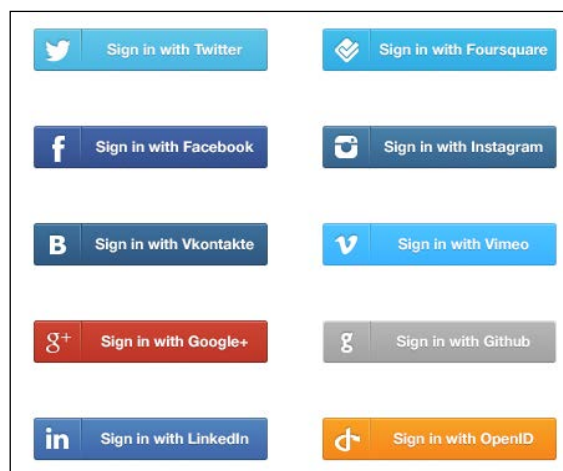 Sign in with Twitter
Sign in with Foursquare
f Sign in with Facebook
Sign in with Instagram
B Sign in with Vkontakte
v Sign in with Vimeo
g+ Sign in with Google+
g Sign in with Github
in Sign in with LinkedIn
Sign in with OpenID